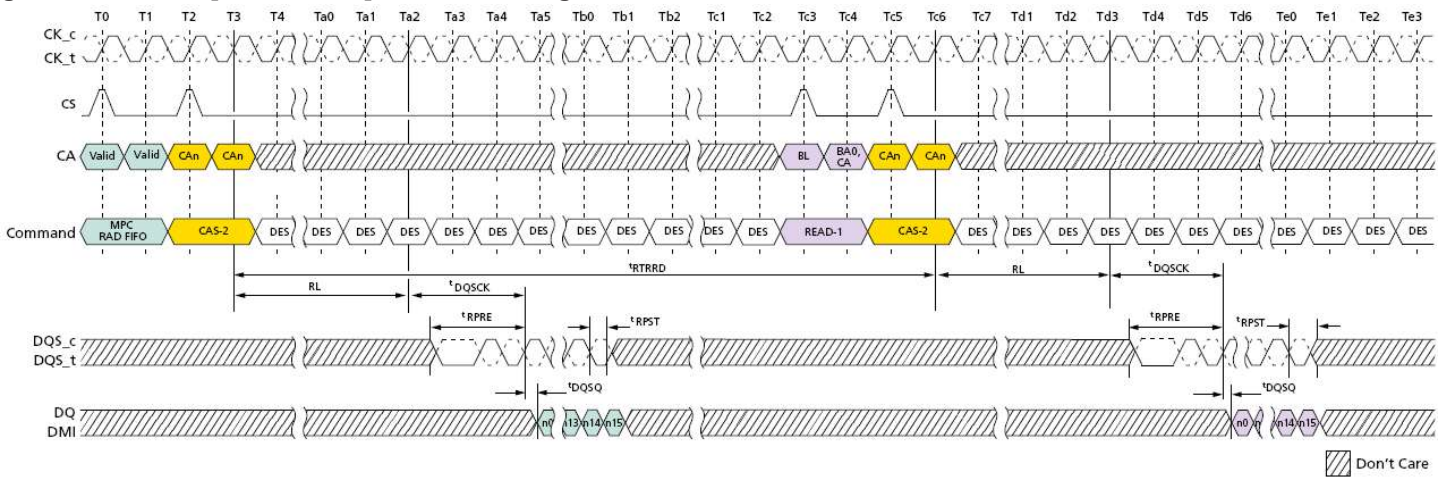 T0 T1 T2 T3 T4 Ta0 Ta1 Ta2 Ta3 Ta4 Ta5 Tb0 Tb1 Tb2 Tc1 Tc2 Tc3 Tc4 Tc5 Tc6 Tc7 Td1 Td2 Td3 Td4 Td5 Td6 Te0 Te1 Te2 Te3
CK_c
CK_t
CS
CA Valid Valid CAn CAn BL BA0, CA CAn CAn
Command MPC RAD FIFO CAS-2 DES DES DES DES DES DES DES DES DES DES DES DES READ-1 CAS-2 DES DES DES DES DES DES DES DES DES DES DES
tRTRRD
RL tDQSCK RL tDQSCK
tRPRE tRPST tRPRE tRPST
DQS_c
DQS_t
tDQSQ tDQSQ
DQ
DMI
n0 n13 n14 n15 n0 n14 n15
Don't Care